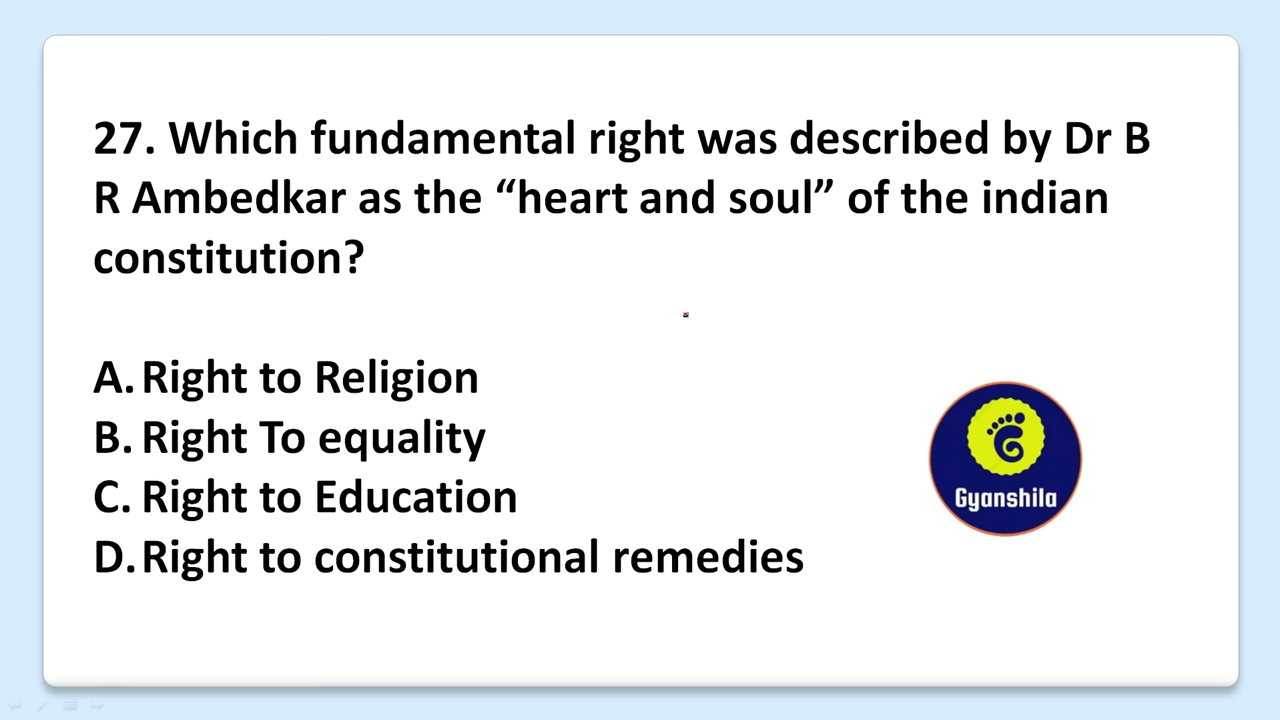 27. Which fundamental right was described by Dr B
R Ambedkar as the “heart and soul” of the indian
constitution?
A. Right to Religion
B. Right To equality
C. Right to Education
D. Right to constitutional remedies
Gyanshila